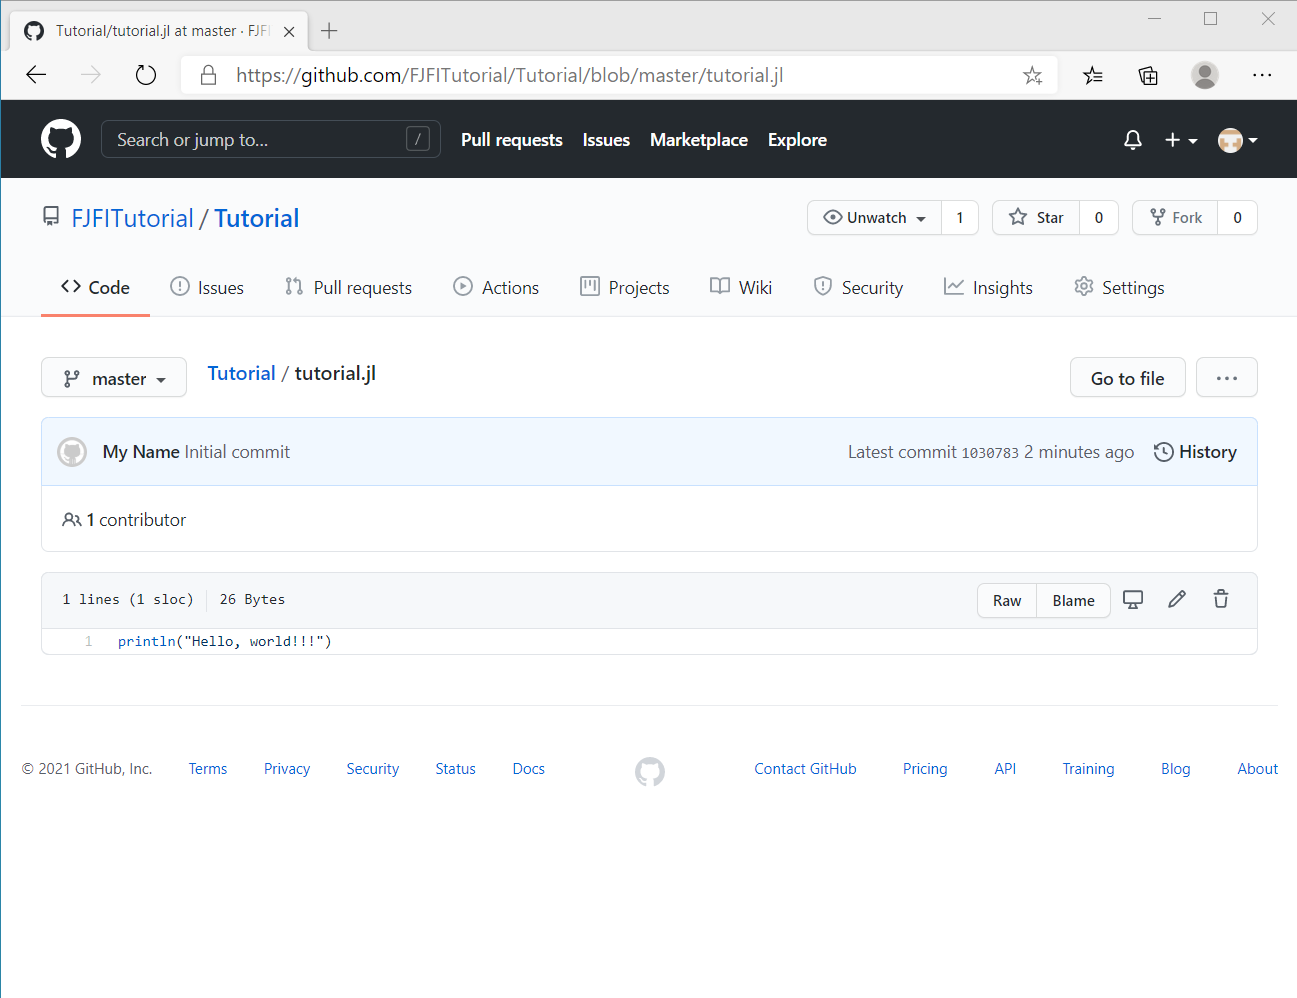 Tutorial/tutorial.jl at master · FJFI
https://github.com/FJFITutorial/Tutorial/blob/master/tutorial.jl
Search or jump to... / Pull requests Issues Marketplace Explore
FJFITutorial / Tutorial Unwatch 1 Star 0 Fork 0
Code Issues Pull requests Actions Projects Wiki Security Insights Settings
master Tutorial / tutorial.jl Go to file ...
My Name Initial commit Latest commit 1030783 2 minutes ago History
1 contributor
1 lines (1 sloc) 26 Bytes Raw Blame
1 println("Hello, world!!!")
© 2021 GitHub, Inc. Terms Privacy Security Status Docs Contact GitHub Pricing API Training Blog About